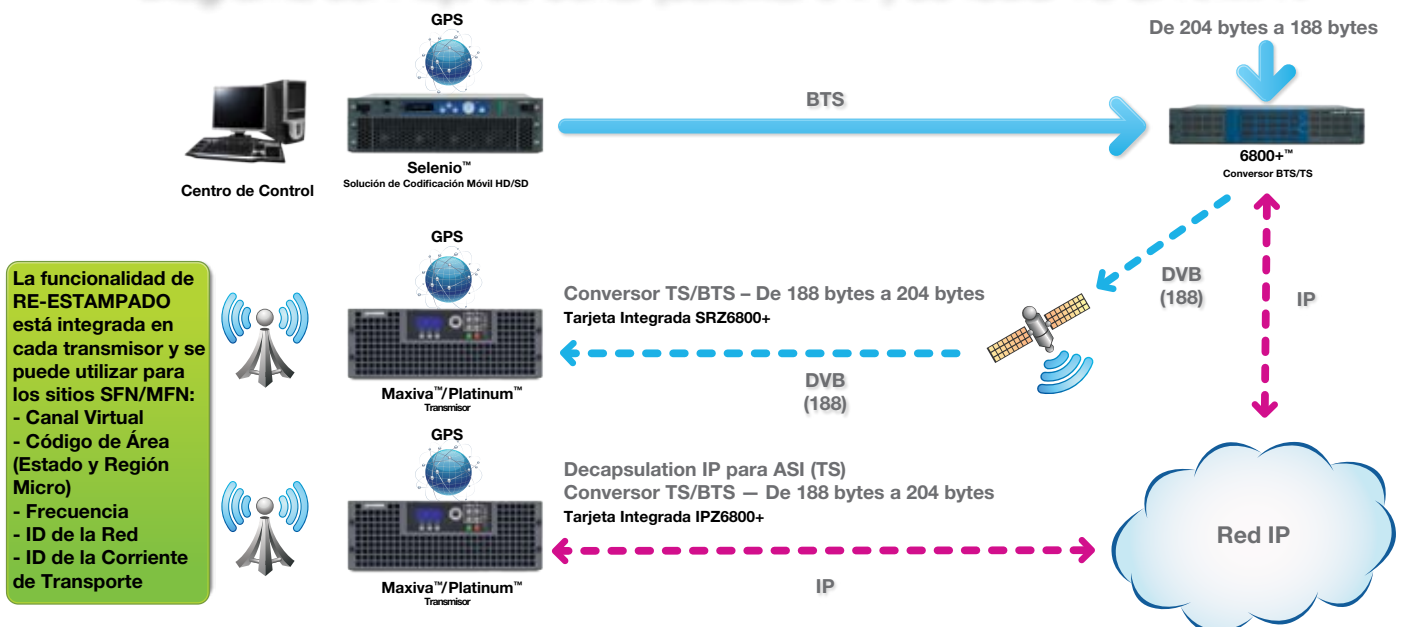 GPS
De 204 bytes a 188 bytes
BTS
Selenio™
Solución de Codificación Móvil HD/SD
Centro de Control
6800+™
Conversor BTS/TS
GPS
La funcionalidad de
RE-ESTAMPADO
está integrada en
cada transmisor y se
puede utilizar para
los sitios SFN/MFN:
- Canal Virtual
- Código de Área
(Estado y Región
Micro)
- Frecuencia
- ID de la Red
- ID de la Corriente
de Transporte
Conversor TS/BTS – De 188 bytes a 204 bytes
Tarjeta Integrada SRZ6800+
DVB
(188)
IP
DVB
(188)
Maxiva™/Platinum™
Transmisor
GPS
Decapsulation IP para ASI (TS)
Conversor TS/BTS — De 188 bytes a 204 bytes
Tarjeta Integrada IPZ6800+
Red IP
IP
Maxiva™/Platinum™
Transmisor